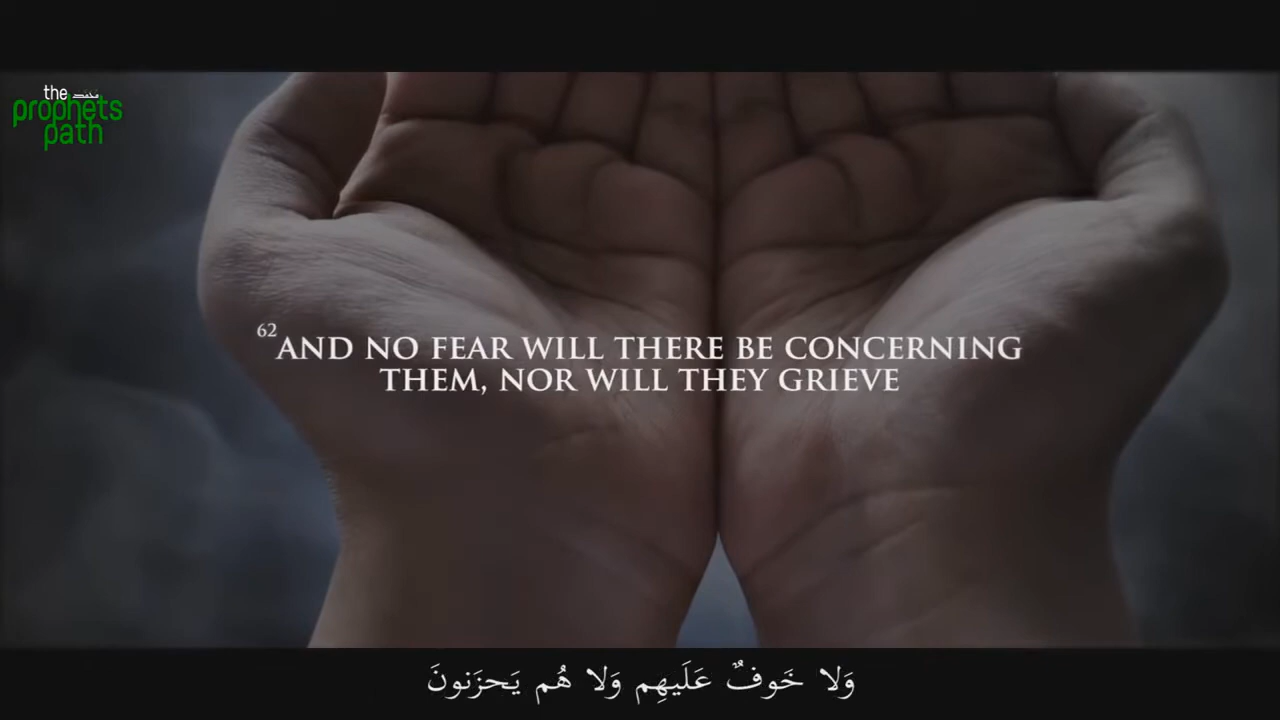 the
prophets
path
62 AND NO FEAR WILL THERE BE CONCERNING
THEM, NOR WILL THEY GRIEVE
وَلا خَوفٌ عَلَيهِم وَلا هُم يَحزَنونَ